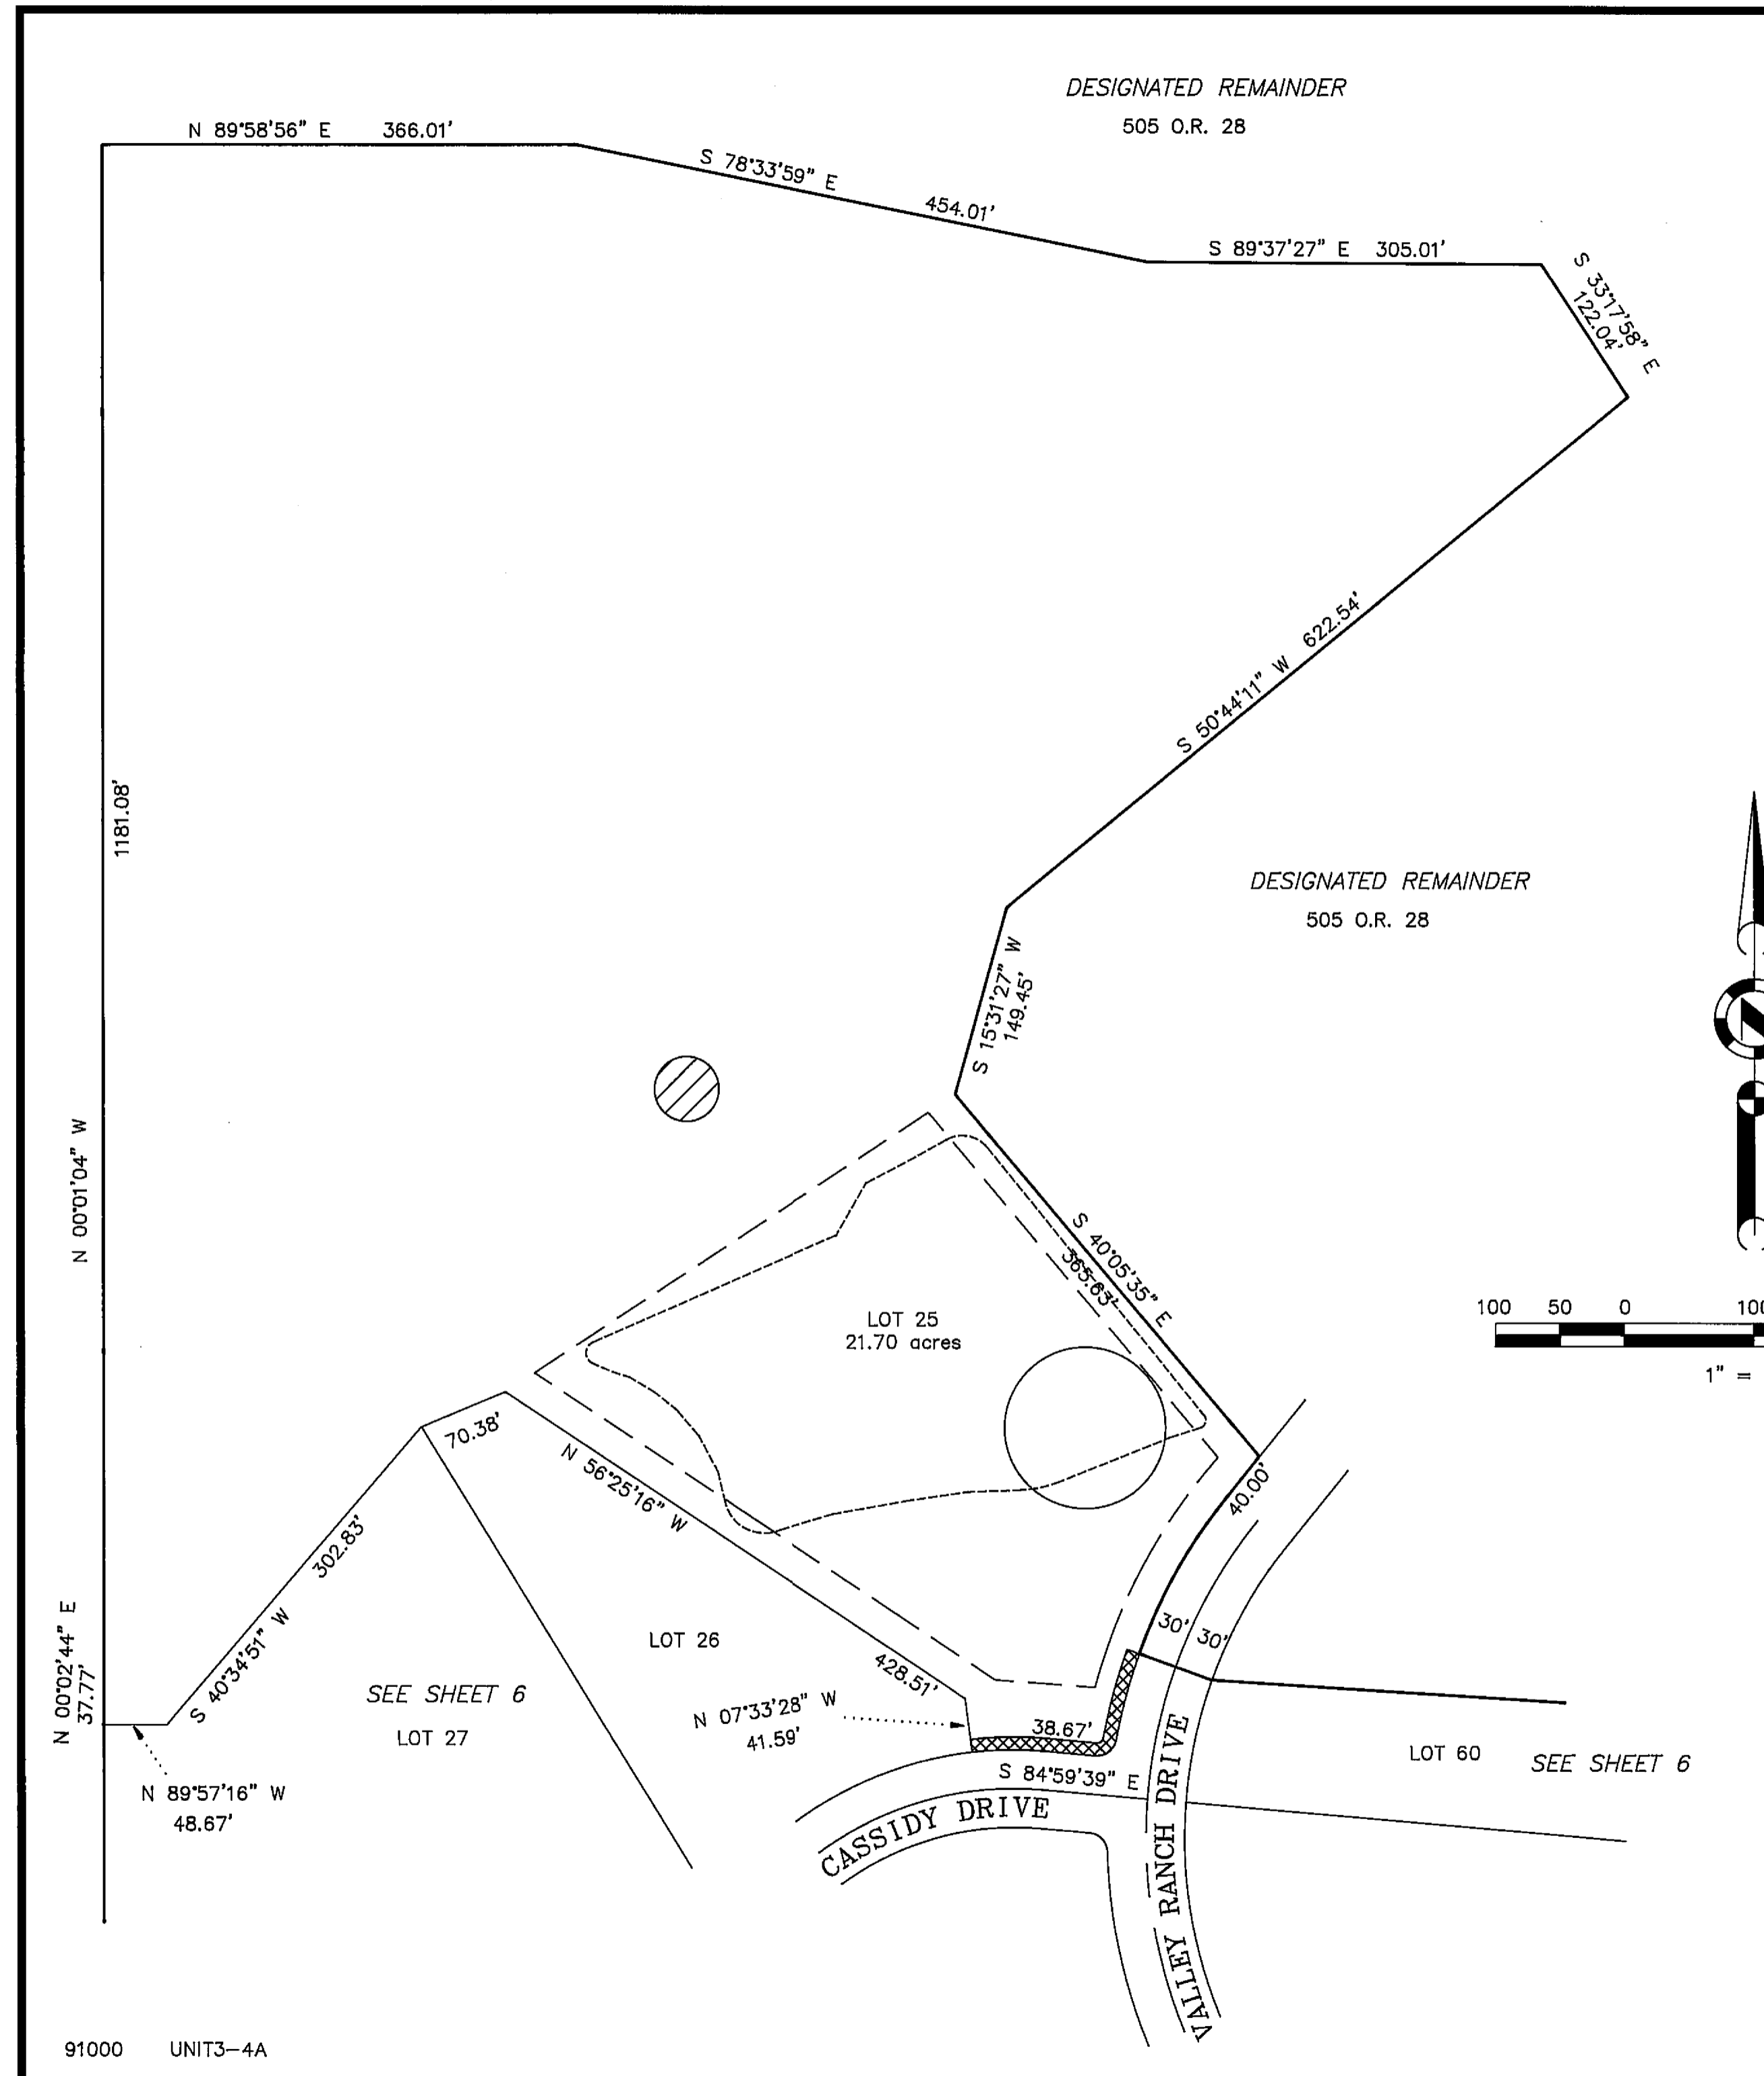 DESIGNATED REMAINDER
505 O.R. 28
N 89°58'56" E 366.01'
S 78°33'59" E
454.01'
S 89°37'27" E 305.01'
S 33°17'58" E
122.04'
S 50°44'11" W 622.54'
1181.08'
N 00°01'04" W
DESIGNATED REMAINDER
505 O.R. 28
S 15°31'27" W
149.45'
S 40°05'35" E
365.63'
LOT 25
21.70 acres
100 50 0 100
1" =
70.38'
N 56°25'16" W
428.51'
40.00'
302.83'
S 40°34'51" W
30' 30'
LOT 26
N 00°02'44" E
37.77'
SEE SHEET 6
LOT 27
N 07°33'28" W
41.59'
38.67'
S 84°59'39" E
LOT 60
SEE SHEET 6
N 89°57'16" W
48.67'
CASSIDY DRIVE
VALLEY RANCH DRIVE
91000 UNIT3-4A